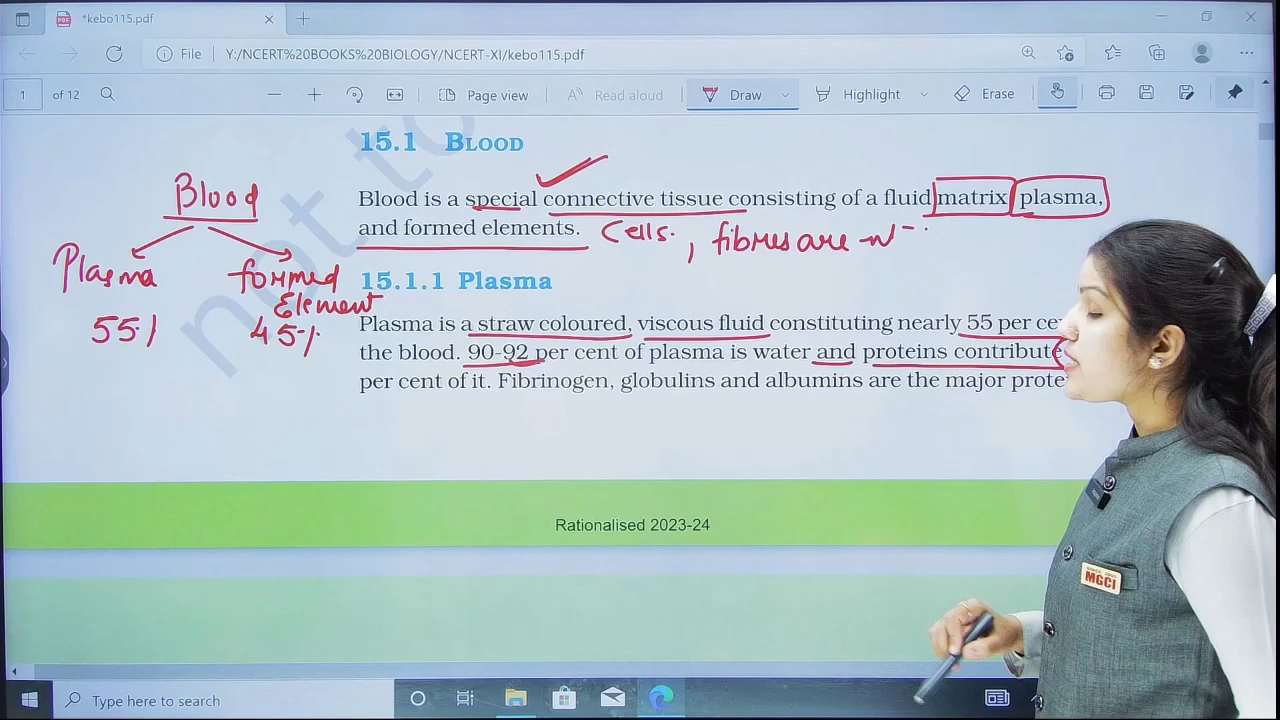 *kebo115.pdf
File Y:/NCERT%20BOOKS%20BIOLOGY/NCERT-XI/kebo115.pdf
1 of 12 Page view Read aloud Draw Highlight Erase
not to
15.1 BLOOD
Blood is a special connective tissue consisting of a fluid matrix plasma,
and formed elements. Cells. , fibres are
Blood
Plasma formed
Element
55% 45%
15.1.1 Plasma
Plasma is a straw coloured, viscous fluid constituting nearly 55 per
the blood. 90-92 per cent of plasma is water and proteins contribute
per cent of it. Fibrinogen, globulins and albumins are the major
Rationalised 2023-24
MGCI
Type here to search